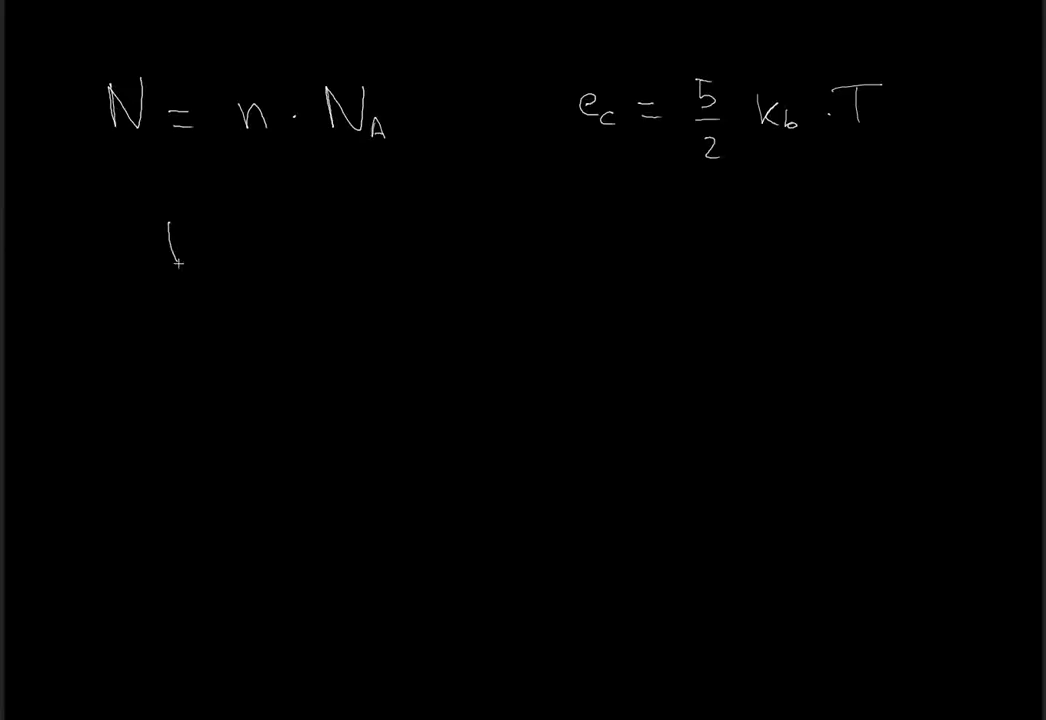 N = n · N_A
e_c = 5/2 k_b · T